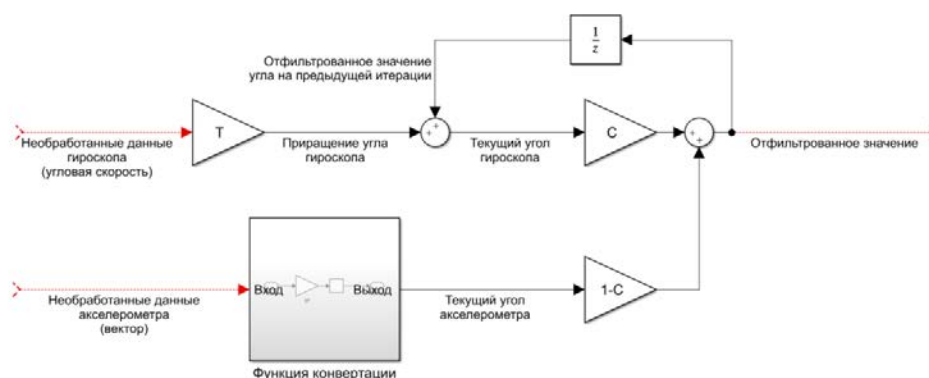 1
z
Отфильтрованное значение
угла на предыдущей итерации
T
+
+
C
+
+
Необработанные данные
гироскопа
(угловая скорость)
Приращение угла
гироскопа
Текущий угол
гироскопа
Отфильтрованное значение
Вход
Выход
1-C
Необработанные данные
акселерометра
(вектор)
Текущий угол
акселерометра
Функция конвертации